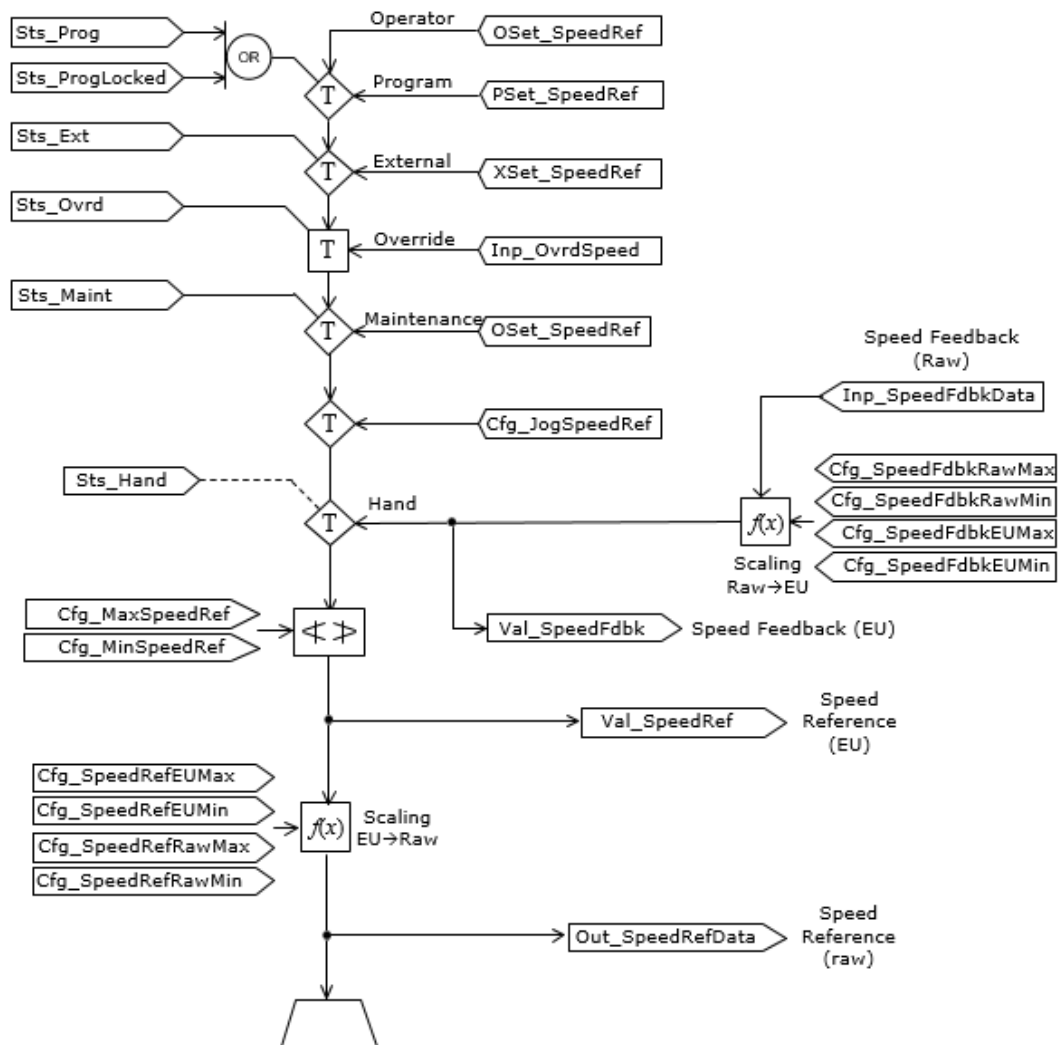 Operator
Sts_Prog
OSet_SpeedRef
OR
Sts_ProgLocked
Program
T
PSet_SpeedRef
Sts_Ext
External
T
XSet_SpeedRef
Sts_Ovrd
Override
T
Inp_OvrdSpeed
Sts_Maint
Maintenance
T
OSet_SpeedRef
Speed Feedback
(Raw)
Inp_SpeedFdbkData
T
Cfg_JogSpeedRef
Sts_Hand
Hand
T
Cfg_SpeedFdbkRawMax
Cfg_SpeedFdbkRawMin
Cfg_SpeedFdbkEUMax
Cfg_SpeedFdbkEUMin
f(x)
Scaling
Raw→EU
Cfg_MaxSpeedRef
Cfg_MinSpeedRef
< >
Val_SpeedFdbk
Speed Feedback (EU)
Val_SpeedRef
Speed
Reference
(EU)
Cfg_SpeedRefEUMax
Cfg_SpeedRefEUMin
Cfg_SpeedRefRawMax
Cfg_SpeedRefRawMin
f(x)
Scaling
EU→Raw
Out_SpeedRefData
Speed
Reference
(raw)